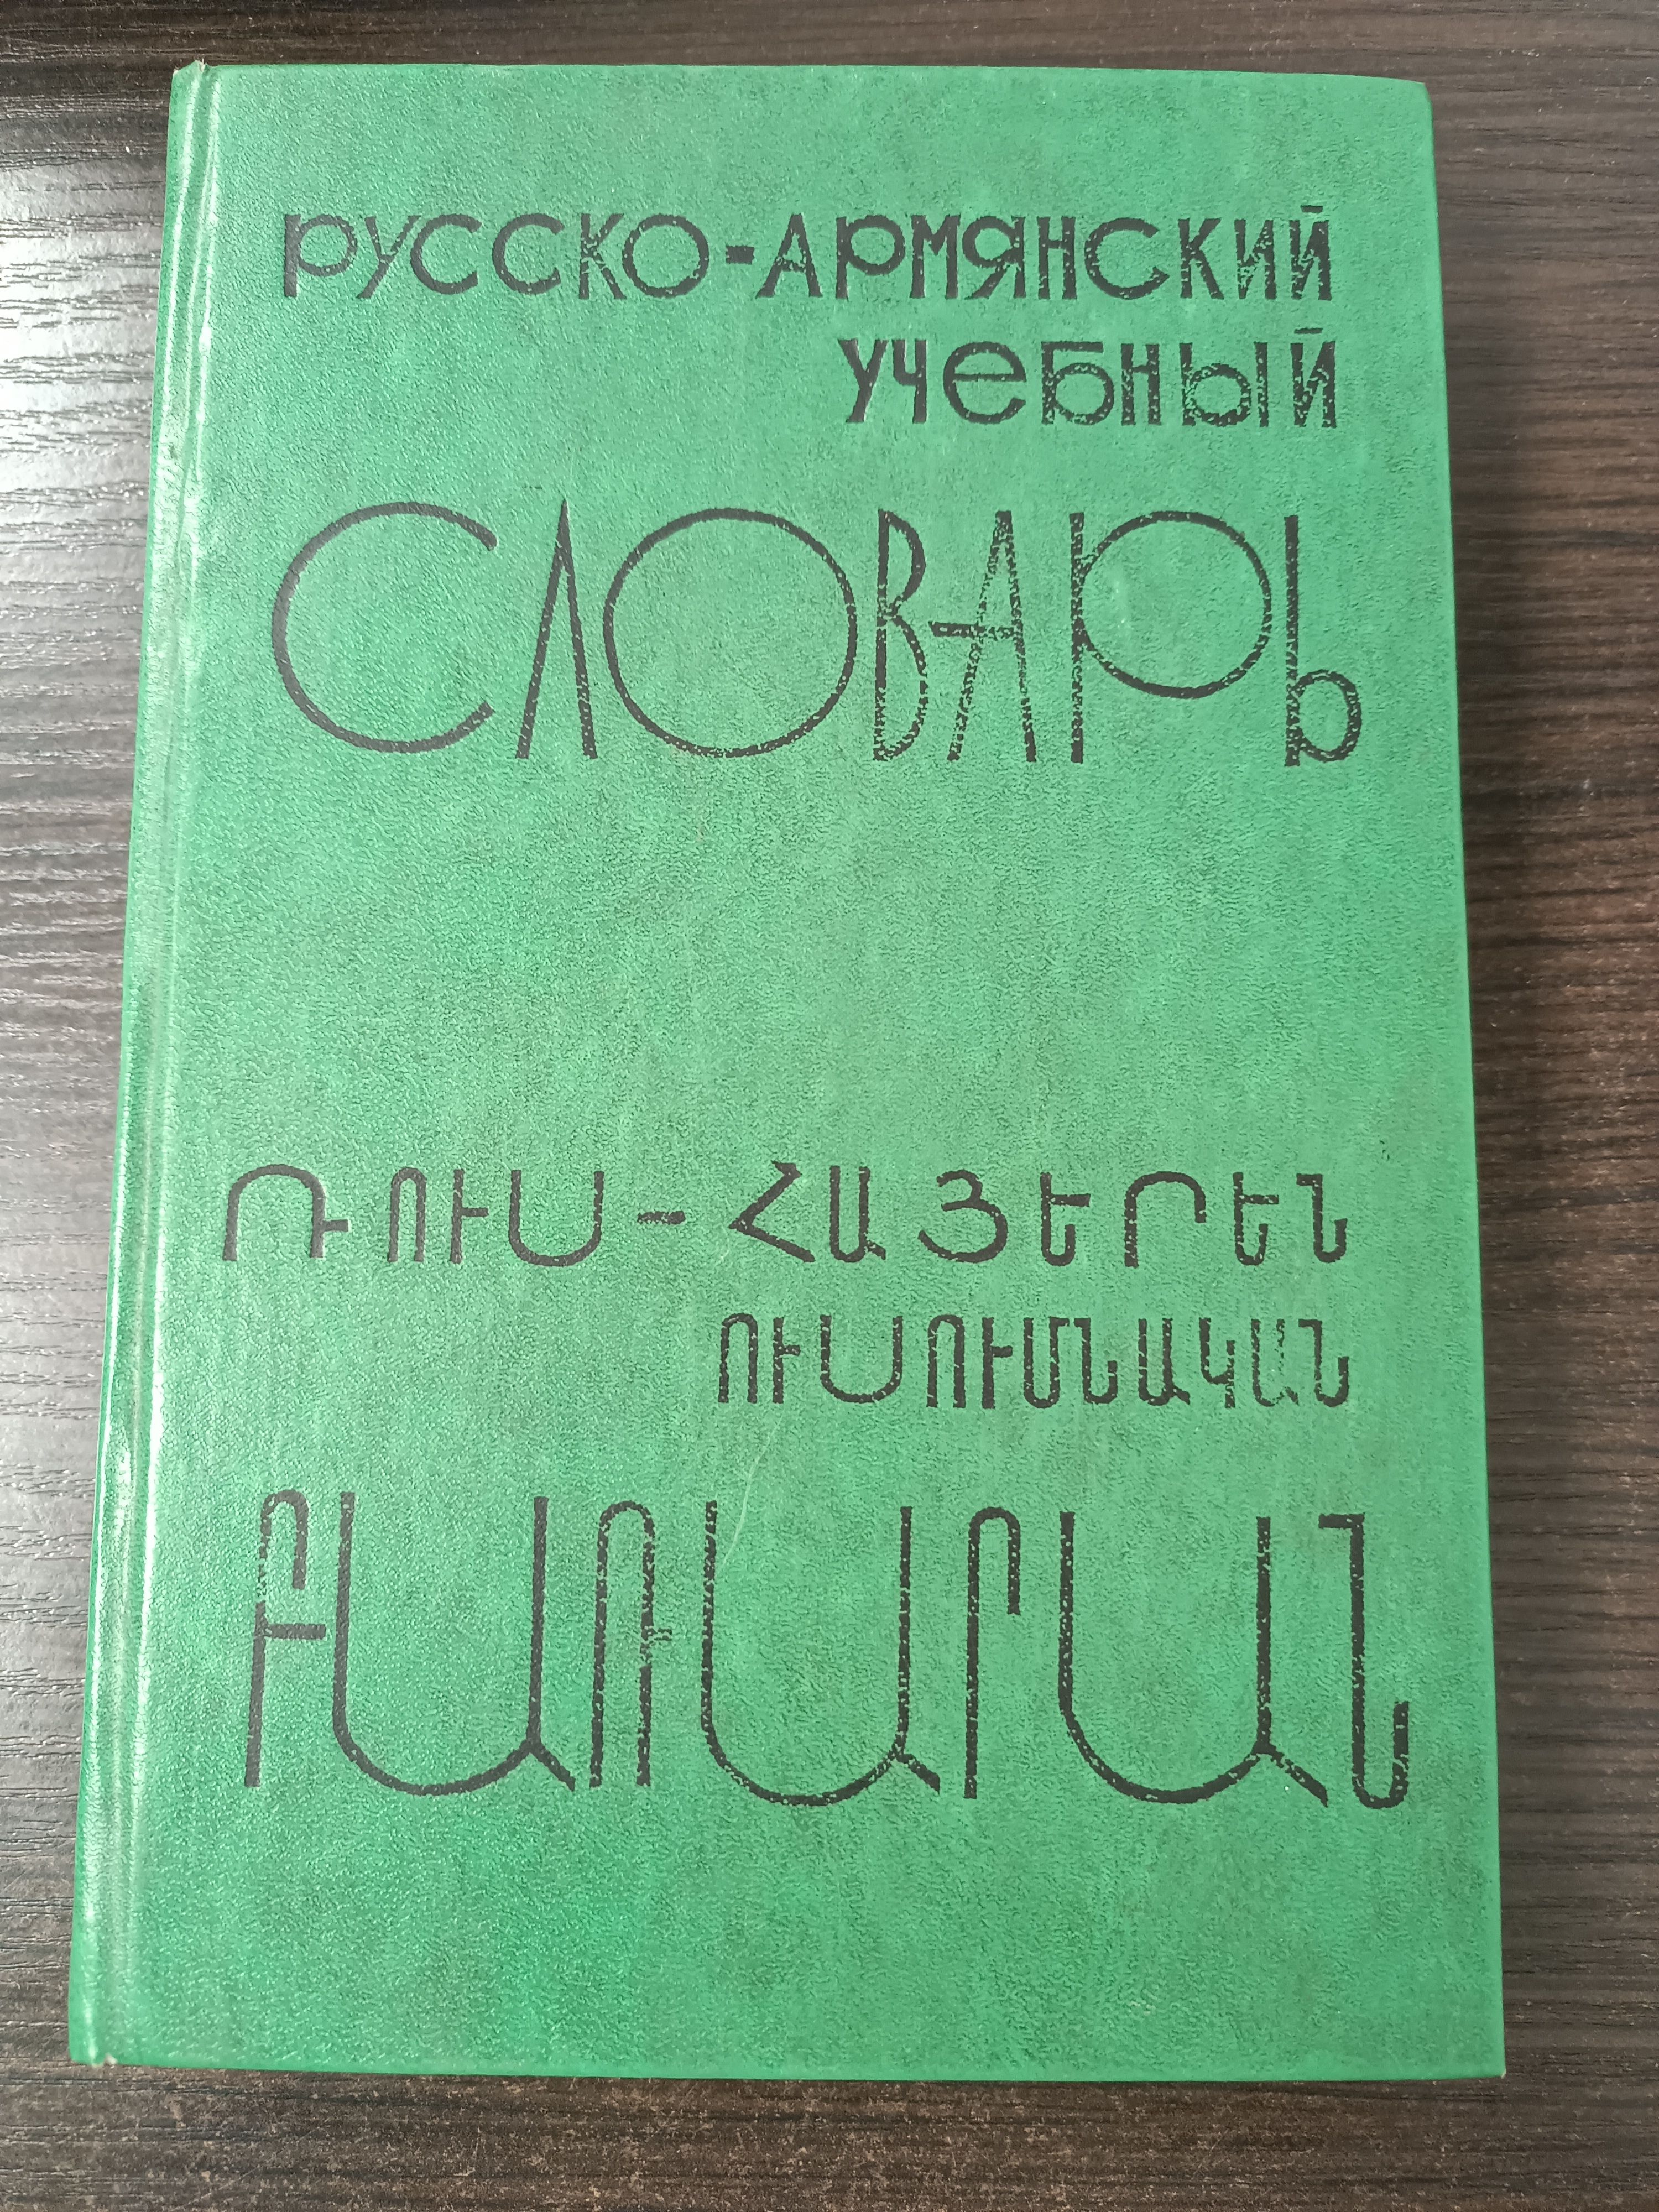 РУССКО-АРМЯНСКИЙ
УЧЕБНЫЙ
СЛОВАРЬ
ՌՈՒՍ-ՀԱՅԵՐԵՆ
ՈՒՍՈՒՄՆԱԿԱՆ
ԲԱՌԱՐԱՆ